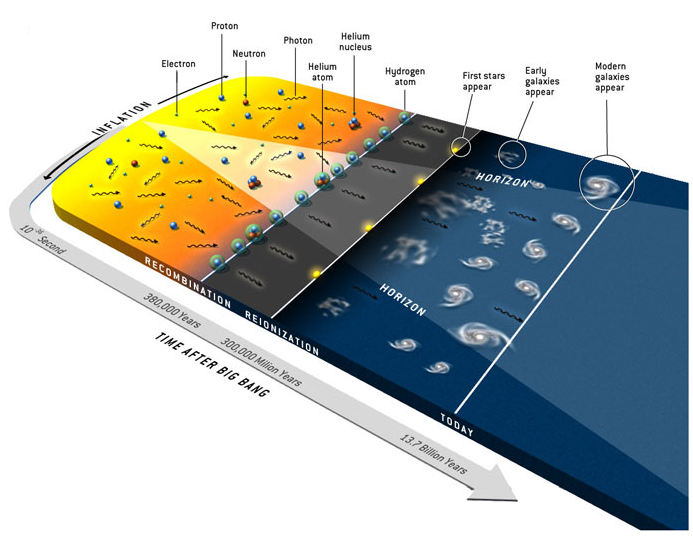 Proton
Electron
Neutron
Photon
Helium
nucleus
Helium
atom
Hydrogen
atom
First stars
appear
Early
galaxies
appear
Modern
galaxies
appear
INFLATION
HORIZON
HORIZON
10⁻³⁵ Second
RECOMBINATION
380,000 Years
REIONIZATION
300,000 Milion Years
TIME AFTER BIG BANG
TODAY
13.7 Billion Years